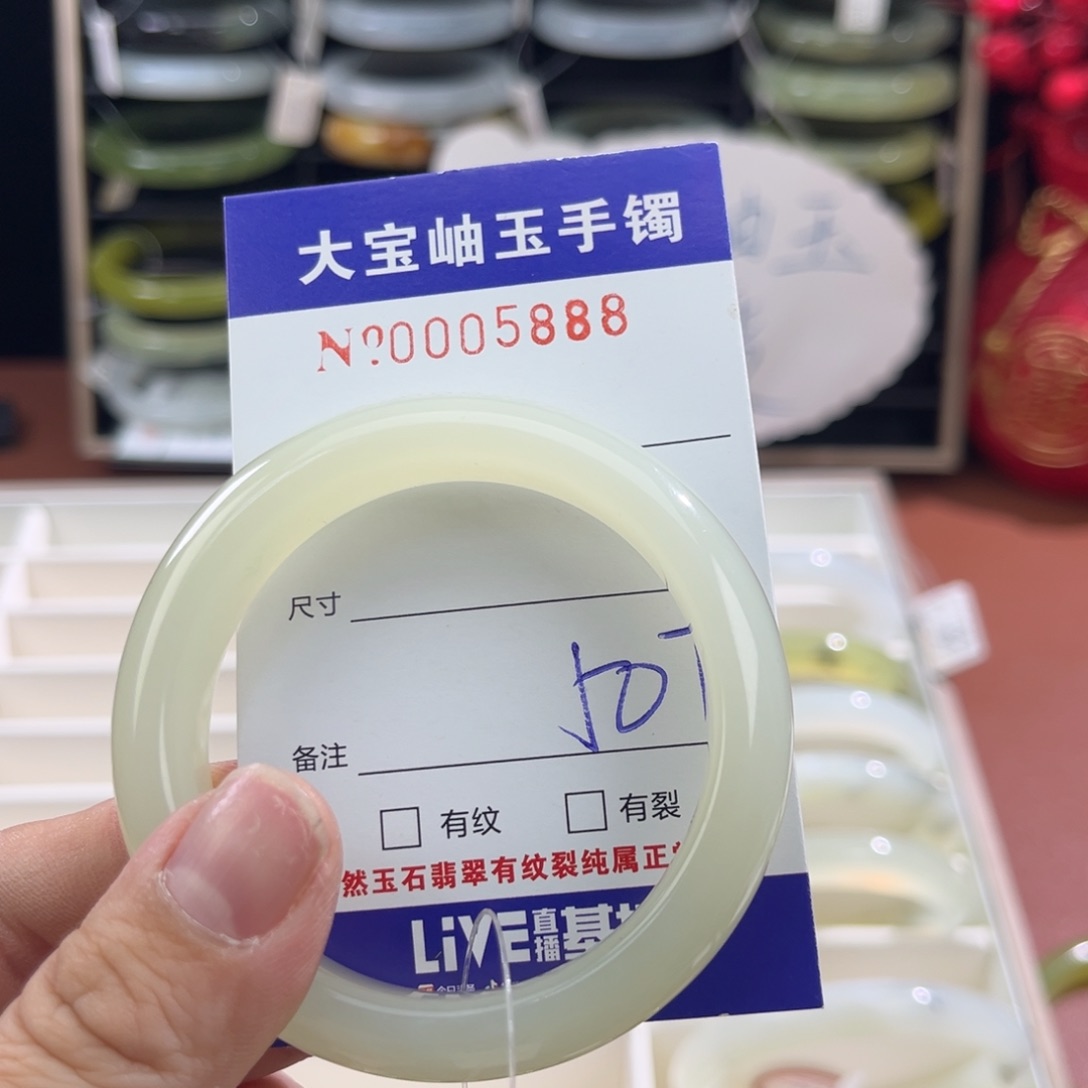 大宝岫玉手镯
№0005888
尺寸
备注
有纹 有裂
然玉石翡翠有纹裂纯属正
LiVE直播基